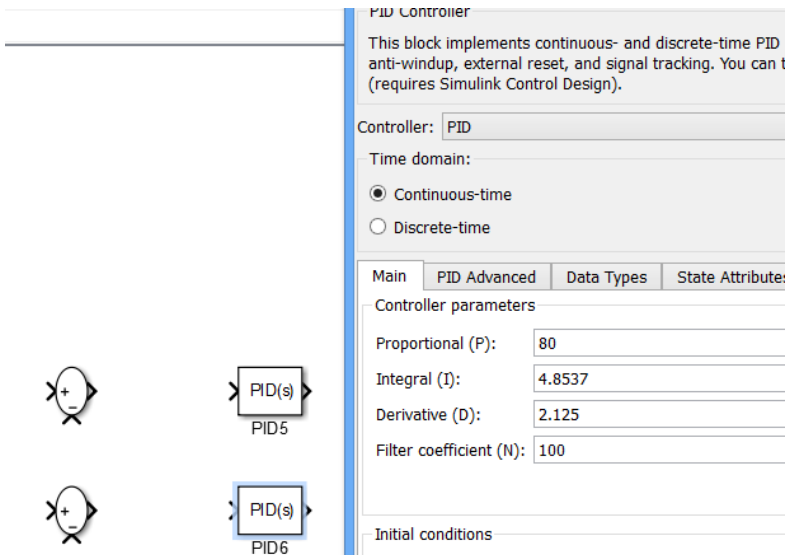 PID Controller
This block implements continuous- and discrete-time PID
anti-windup, external reset, and signal tracking. You can
(requires Simulink Control Design).
Controller: PID
Time domain:
Continuous-time
Discrete-time
Main PID Advanced Data Types State Attributes
Controller parameters
Proportional (P): 80
Integral (I): 4.8537
Derivative (D): 2.125
Filter coefficient (N): 100
Initial conditions
+
−
PID(s)
PID5
+
−
PID(s)
PID6